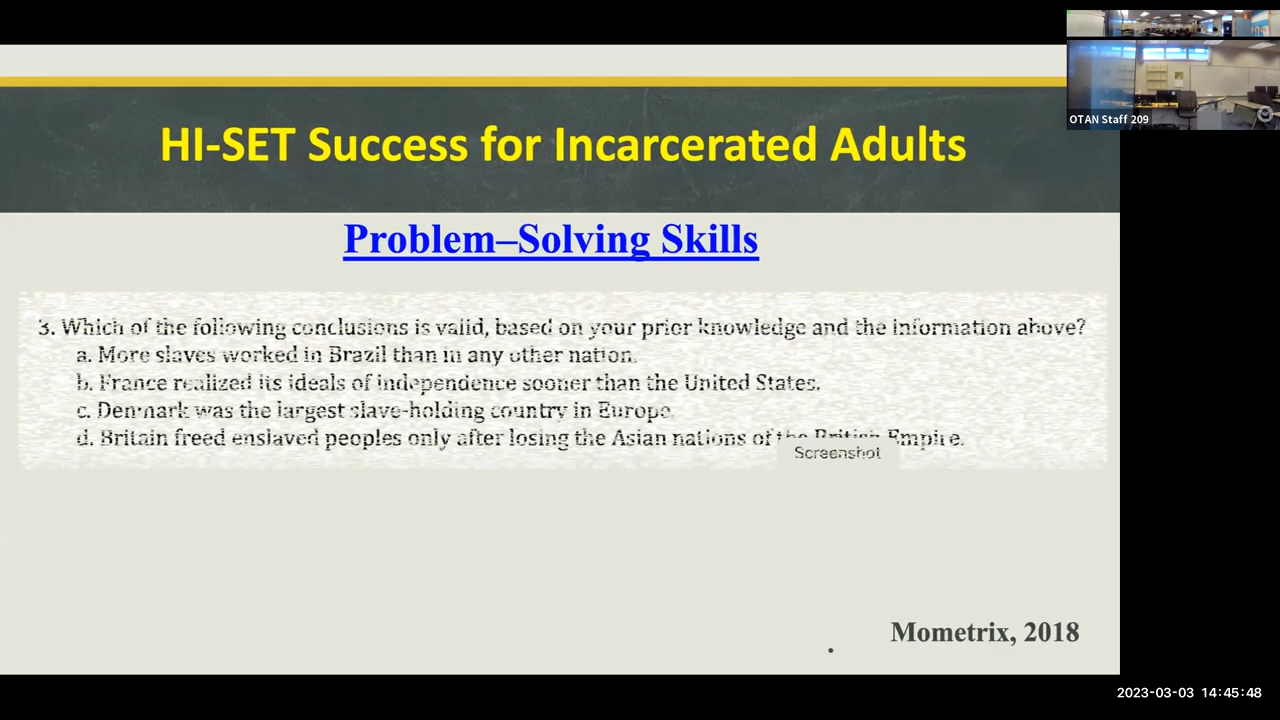 OTAN Staff 209
HI-SET Success for Incarcerated Adults
Problem–Solving Skills
3. Which of the following conclusions is valid, based on your prior knowledge and the information above?
a. More slaves worked in Brazil than in any other nation.
b. France realized its ideals of independence sooner than the United States.
c. Denmark was the largest slave-holding country in Europe.
d. Britain freed enslaved peoples only after losing the Asian nations of the British Empire.
Screenshot
Mometrix, 2018
.
2023-03-03 14:45:48